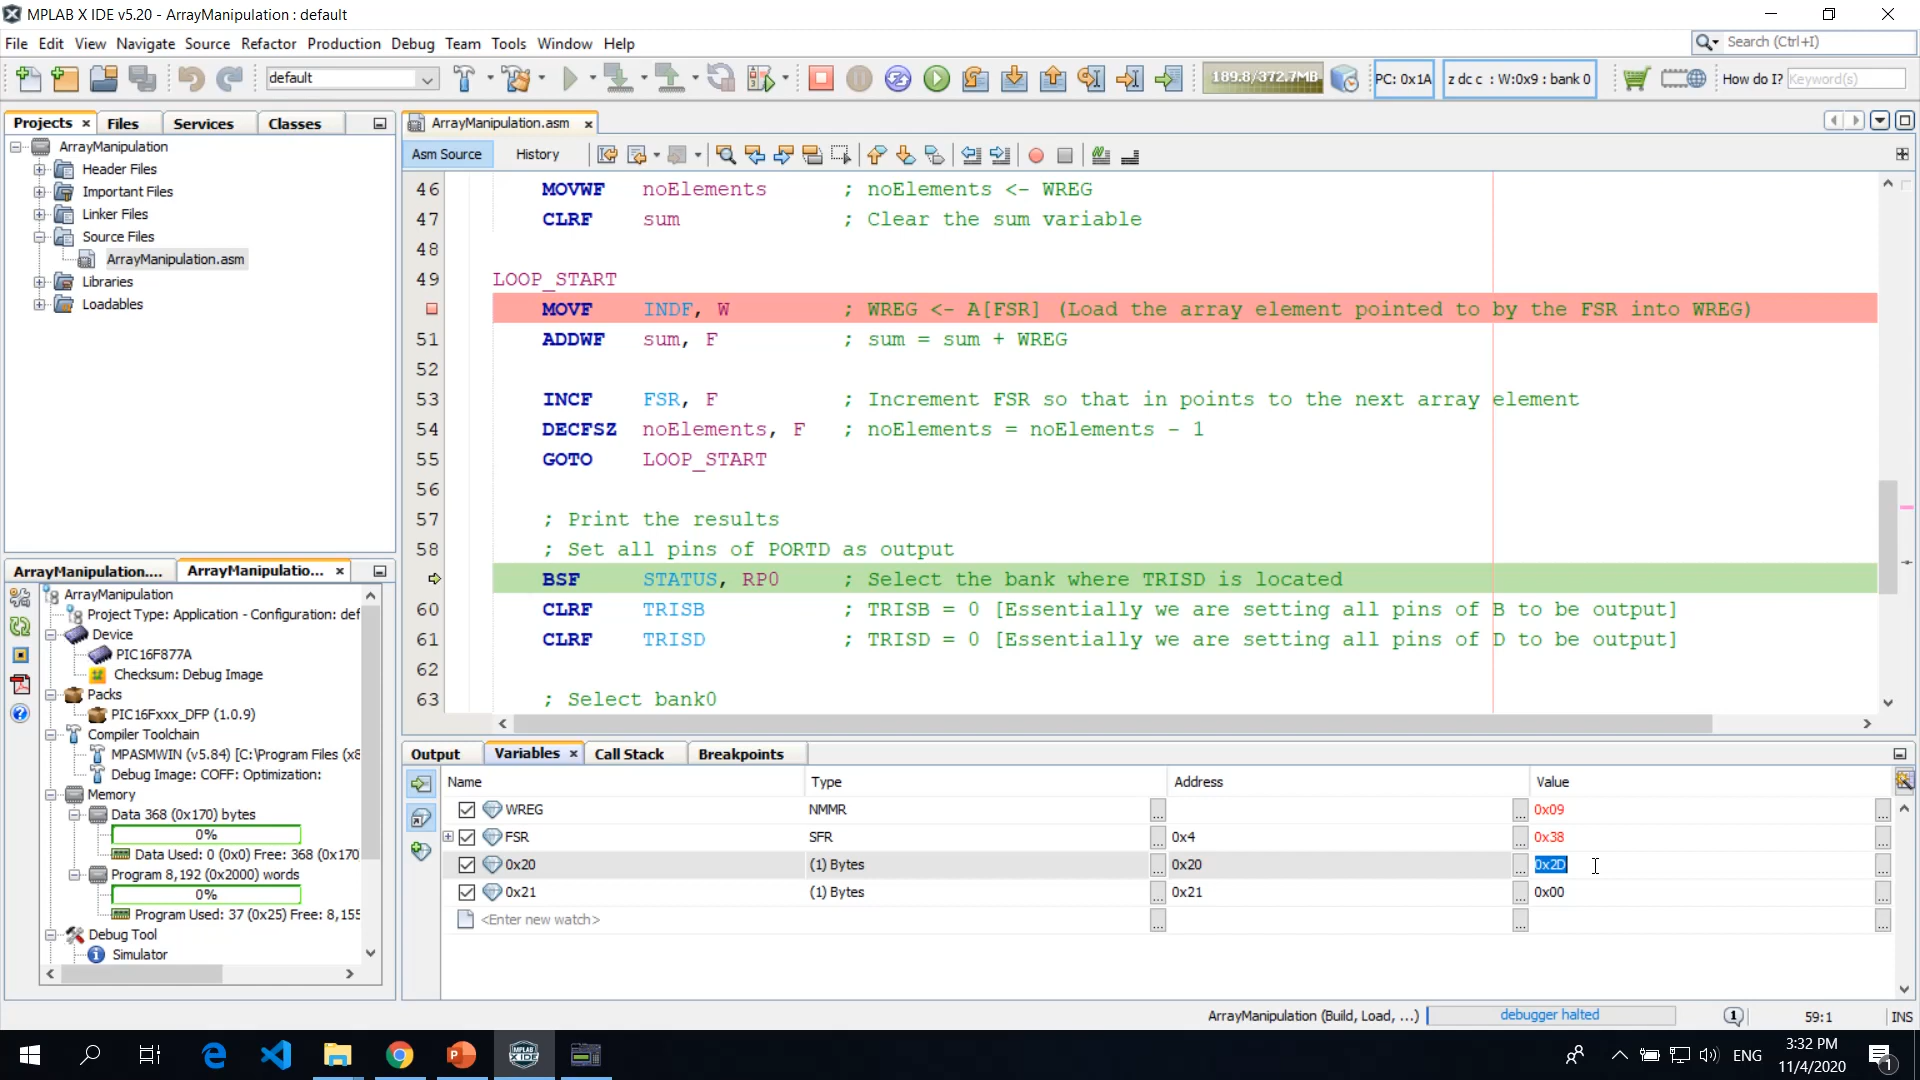 MPLAB X IDE v5.20 - ArrayManipulation : default
File Edit View Navigate Source Refactor Production Debug Team Tools Window Help
Search (Ctrl+I)
default
189.8/372.7MB
PC: 0x1A
z dc c : W:0x9 : bank 0
How do I? Keyword(s)
Projects Files Services Classes
ArrayManipulation
Header Files
Important Files
Linker Files
Source Files
ArrayManipulation.asm
Libraries
Loadables
ArrayManipulation.asm
Asm Source History
46 MOVWF noElements ; noElements <- WREG
47 CLRF sum ; Clear the sum variable
48
49 LOOP_START
MOVF INDF, W ; WREG <- A[FSR] (Load the array element pointed to by the FSR into WREG)
51 ADDWF sum, F ; sum = sum + WREG
52
53 INCF FSR, F ; Increment FSR so that in points to the next array element
54 DECFSZ noElements, F ; noElements = noElements - 1
55 GOTO LOOP_START
56
57 ; Print the results
58 ; Set all pins of PORTD as output
BSF STATUS, RP0 ; Select the bank where TRISD is located
60 CLRF TRISB ; TRISB = 0 [Essentially we are setting all pins of B to be output]
61 CLRF TRISD ; TRISD = 0 [Essentially we are setting all pins of D to be output]
62
63 ; Select bank0
ArrayManipulation.... ArrayManipulatio...
ArrayManipulation
Project Type: Application - Configuration: def
Device
PIC16F877A
Checksum: Debug Image
Packs
PIC16Fxxx_DFP (1.0.9)
Compiler Toolchain
MPASMWIN (v5.84) [C:\Program Files (x8
Debug Image: COFF: Optimization:
Memory
Data 368 (0x170) bytes
0%
Data Used: 0 (0x0) Free: 368 (0x170
Program 8,192 (0x2000) words
0%
Program Used: 37 (0x25) Free: 8,155
Debug Tool
Simulator
Output Variables Call Stack Breakpoints
Name Type Address Value
WREG NMMR ... ... 0x09 ...
FSR SFR ... 0x4 ... 0x38 ...
0x20 (1) Bytes ... 0x20 ... 0x2D ...
0x21 (1) Bytes ... 0x21 ... 0x00 ...
<Enter new watch> ... ... ...
ArrayManipulation (Build, Load, ...) debugger halted 1 59:1 INS
ENG
3:32 PM
11/4/2020
1